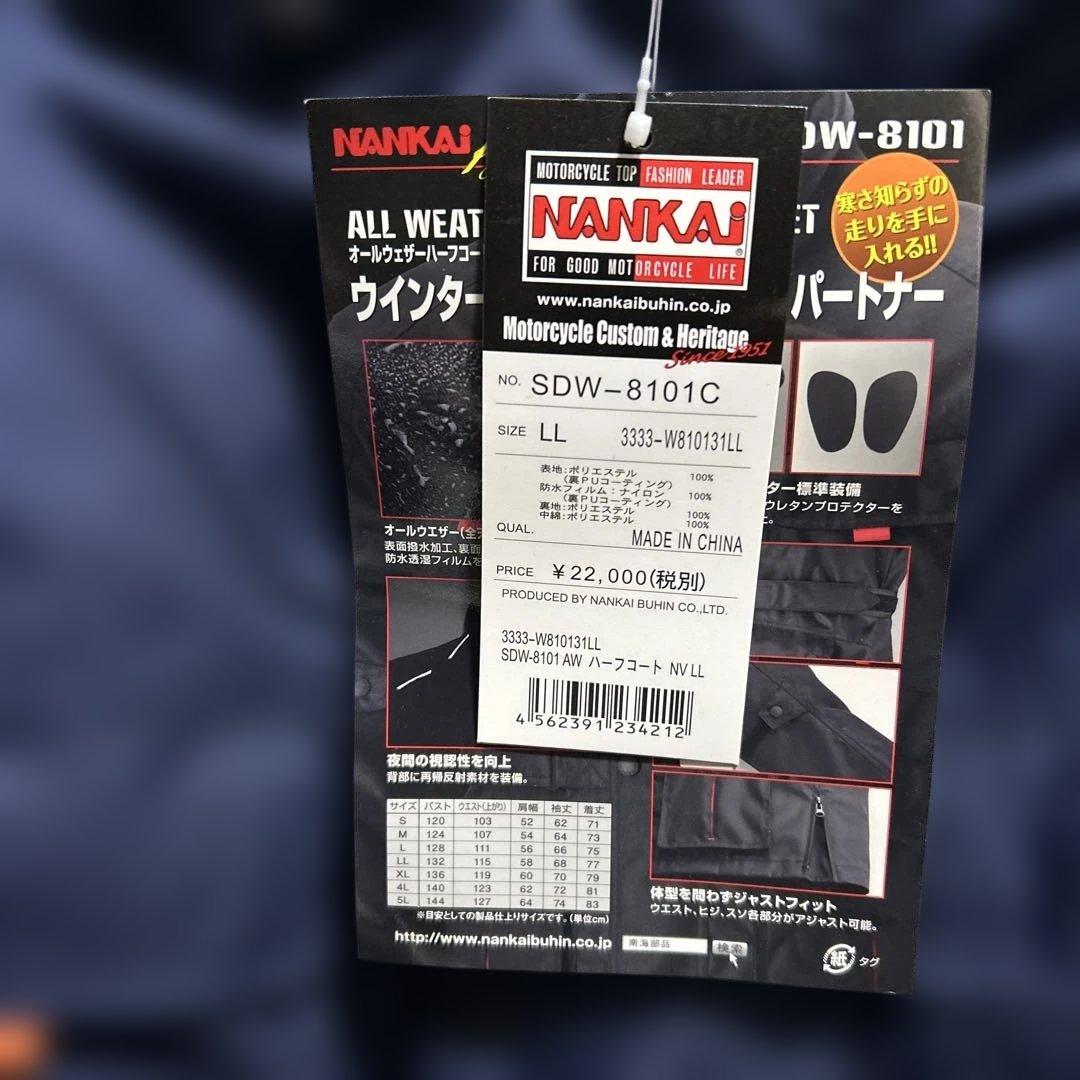 NANKAi
DW-8101
寒さ知らずの
走りを手に
入れる!!
ALL WEAT
ET
オールウェザーハーフコー
ウインター
パートナー
MOTORCYCLE TOP FASHION LEADER
NANKAi
FOR GOOD MOTORCYCLE LIFE
www.nankaibuhin.co.jp
Motorcycle Custom & Heritage
Since 1951
NO. SDW-8101C
SIZE LL 3333-W810131LL
表地:ポリエステル 100%
(裏PUコーティング)
防水フィルム:ナイロン 100%
(裏PUコーティング)
裏地:ポリエステル 100%
中綿:ポリエステル 100%
QUAL.
MADE IN CHINA
PRICE ¥22,000(税別)
PRODUCED BY NANKAI BUHIN CO.,LTD.
3333-W810131LL
SDW-8101 AW ハーフコート NV LL
4 562391 234212
オールウエザー(全
表面撥水加工、裏面
防水透湿フィルムを
ター標準装備
ウレタンプロテクターを
夜間の視認性を向上
背部に再帰反射素材を装備。
サイズ バスト ウエスト(上がり) 肩幅 袖丈 着丈
S 120 103 52 62 71
M 124 107 54 64 73
L 128 111 56 66 75
LL 132 115 58 68 77
XL 136 119 60 70 79
4L 140 123 62 72 81
5L 144 127 64 74 83
※目安としての製品仕上りサイズです。(単位cm)
体型を問わずジャストフィット
ウエスト、ヒジ、スソ各部分がアジャスト可能。
http://www.nankaibuhin.co.jp
南海部品 検索
紙 タグ